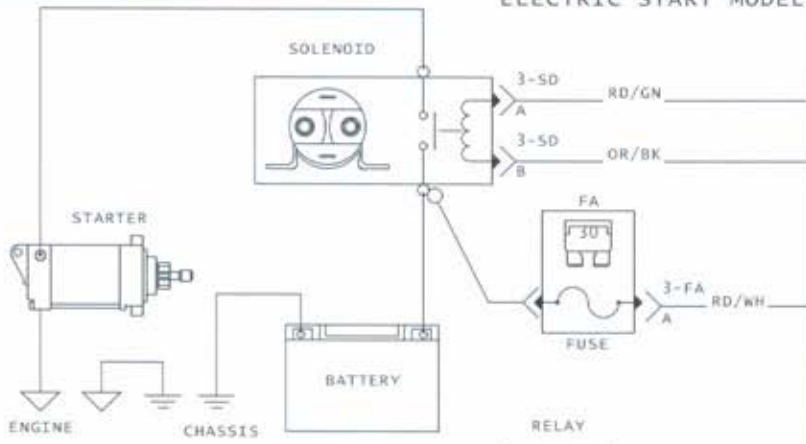 ELECTRIC START MODEL
SOLENOID
3-SD
A
RD/GN
3-SD
B
OR/BK
FA
30
STARTER
3-FA
A
RD/WH
FUSE
BATTERY
ENGINE
CHASSIS
RELAY